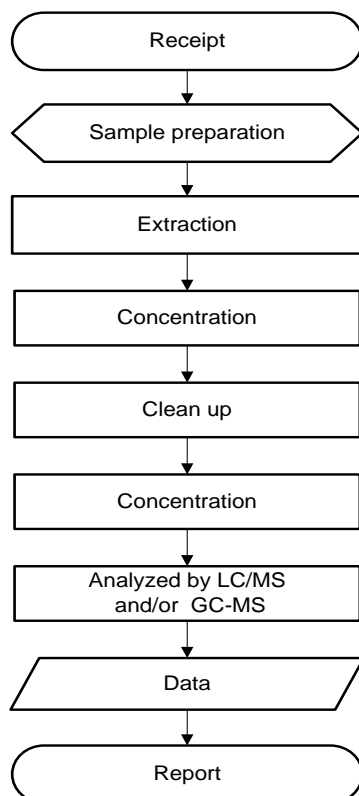 Receipt
Sample preparation
Extraction
Concentration
Clean up
Concentration
Analyzed by LC/MS
and/or GC-MS
Data
Report